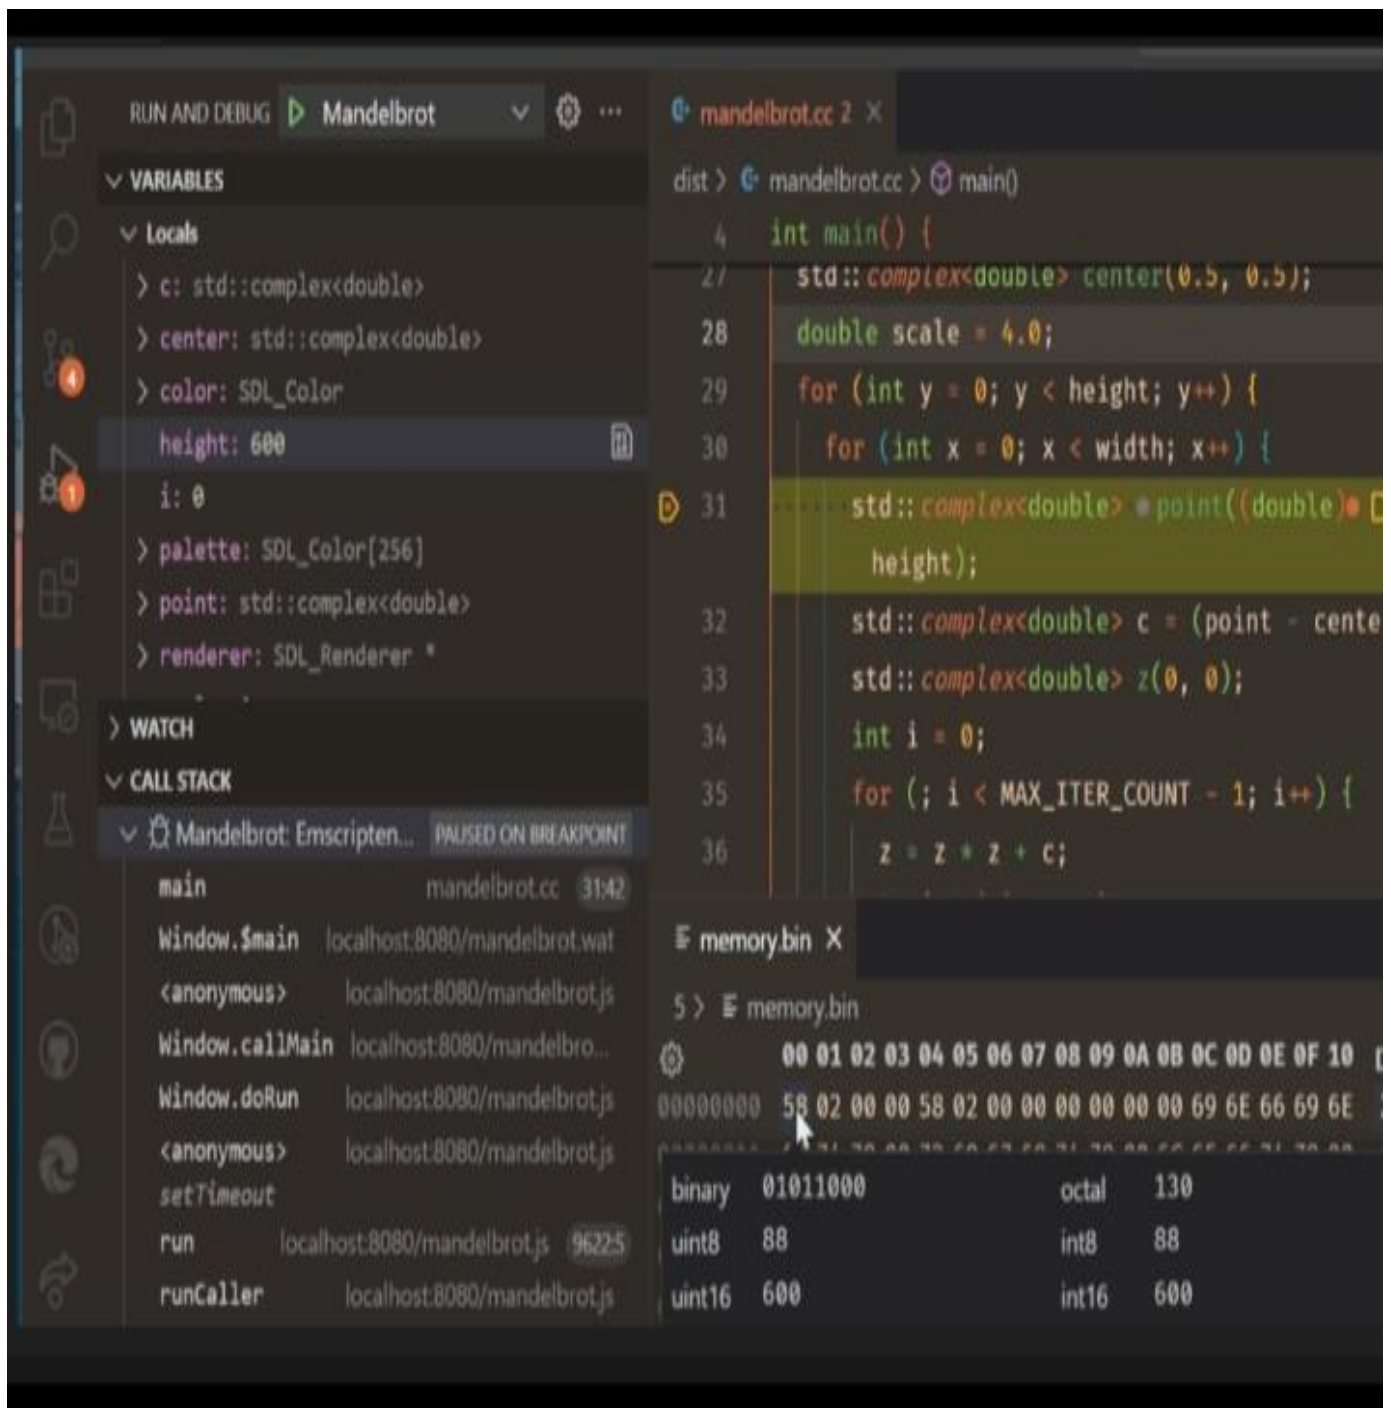 RUN AND DEBUG Mandelbrot ...
VARIABLES
Locals
c: std::complex<double>
center: std::complex<double>
color: SDL_Color
height: 600
i: 0
palette: SDL_Color[256]
point: std::complex<double>
renderer: SDL_Renderer *
WATCH
CALL STACK
Mandelbrot: Emscripten... PAUSED ON BREAKPOINT
main mandelbrot.cc 31:42
Window.$main localhost:8080/mandelbrot.wat
<anonymous> localhost:8080/mandelbrot.js
Window.callMain localhost:8080/mandelbro...
Window.doRun localhost:8080/mandelbrot.js
<anonymous> localhost:8080/mandelbrot.js
setTimeout
run localhost:8080/mandelbrot.js 9622:5
runCaller localhost:8080/mandelbrot.js
4
1
mandelbrot.cc 2
dist > mandelbrot.cc > main()
4 int main() {
27 std::complex<double> center(0.5, 0.5);
28 double scale = 4.0;
29 for (int y = 0; y < height; y++) {
30 for (int x = 0; x < width; x++) {
31 std::complex<double> point((double)
height);
32 std::complex<double> c = (point - cente
33 std::complex<double> z(0, 0);
34 int i = 0;
35 for (; i < MAX_ITER_COUNT - 1; i++) {
36 z = z * z + c;
memory.bin
5 > memory.bin
00 01 02 03 04 05 06 07 08 09 0A 0B 0C 0D 0E 0F 10
00000000 58 02 00 00 58 02 00 00 00 00 00 00 69 6E 66 69 6E
binary 01011000 octal 130
uint8 88 int8 88
uint16 600 int16 600